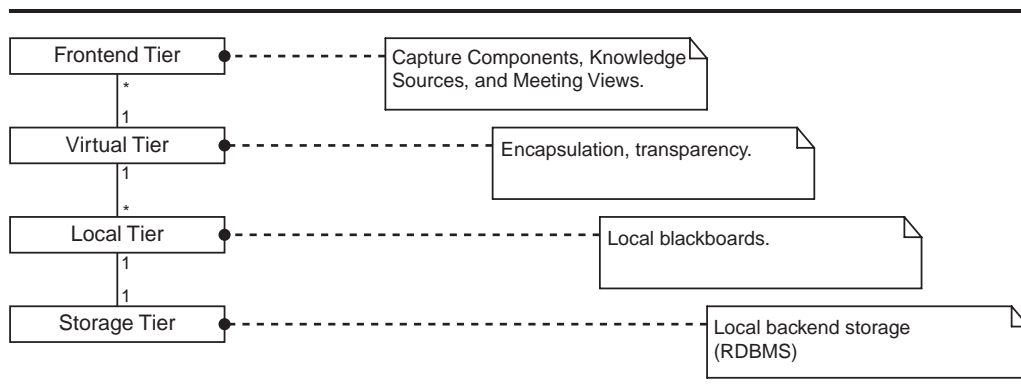 Frontend Tier
Capture Components, Knowledge
Sources, and Meeting Views.
*
1
Virtual Tier
Encapsulation, transparency.
1
*
Local Tier
Local blackboards.
1
1
Storage Tier
Local backend storage
(RDBMS)